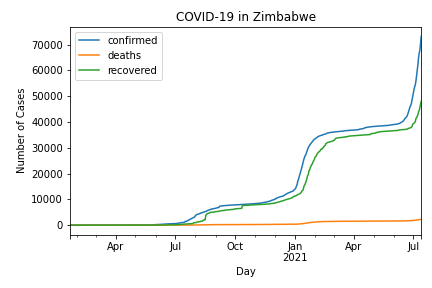 COVID-19 in Zimbabwe
confirmed
deaths
recovered
Number of Cases
70000
60000
50000
40000
30000
20000
10000
0
Apr
Jul
Oct
Jan
2021
Apr
Jul
Day